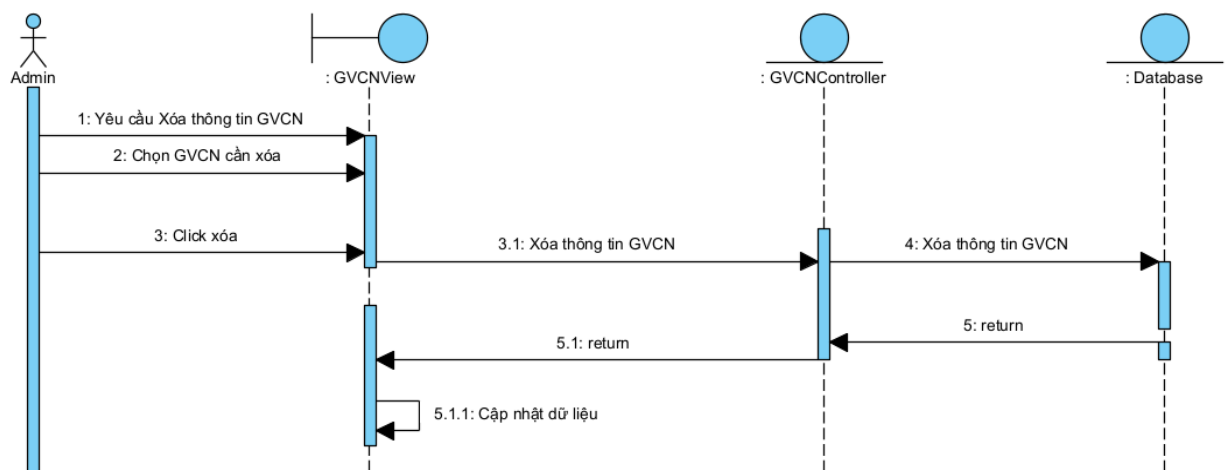 Admin
: GVCNView
: GVCNController
: Database
1: Yêu cầu Xóa thông tin GVCN
2: Chọn GVCN cần xóa
3: Click xóa
3.1: Xóa thông tin GVCN
4: Xóa thông tin GVCN
5: return
5.1: return
5.1.1: Cập nhật dữ liệu